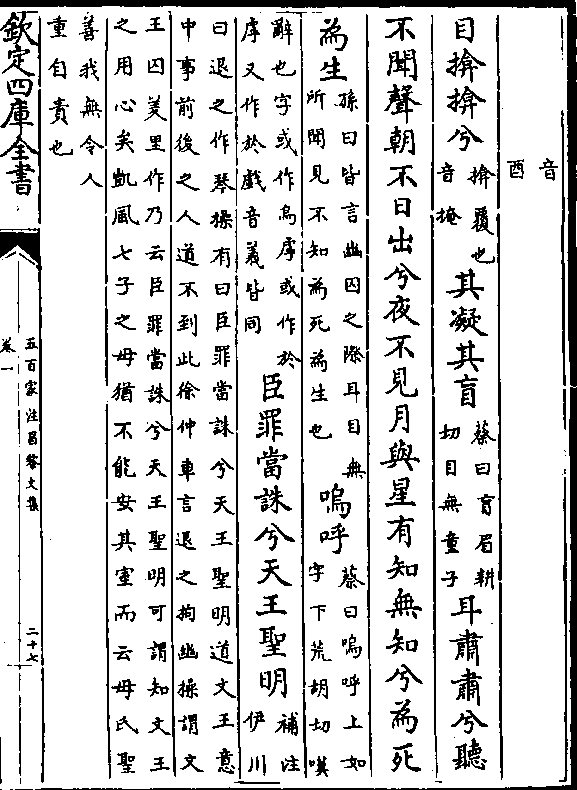 音
酉
目揜揜兮揜覆也
音掩
其凝其盲蔡曰盲眉耕
切目無童子
耳肅肅兮聽
不聞聲朝不日出兮夜不見月與星有知無知兮為死
為生孫曰皆言幽囚之際耳目無
所聞見不知為死為生也
嗚呼蔡曰嗚呼上如
字下荒胡切嘆
辭也字或作烏虖或作於
虖又作於戲音義皆同
臣罪當誅兮天王聖明補注
伊川
曰退之作琴操有曰臣罪當誅兮天王聖明道文王意
中事前後之人道不到此徐仲車言退之拘幽操謂文
王囚羑里作乃云臣罪當誅兮天王聖明可謂知文王
之用心矣凱風七子之母猶不能安其室而云母氏聖
善我無令人
重自責也
欽定四庫全書
五百家注昌黎文集
卷一
二十七